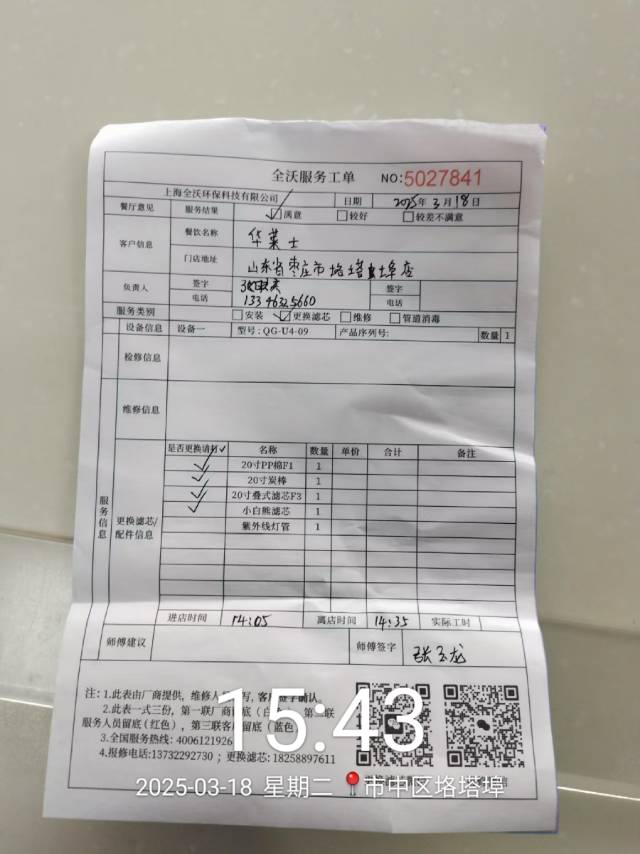 全沃服务工单 NO:5027841
上海全沃环保科技有限公司 日期 2025年3月18日
餐厅意见 服务结果 ✓满意 □较好 □较差不满意
客户信息 餐饮名称 华莱士
门店地址 山东省枣庄市垎塔埠店
负责人 签字 签字
电话 电话
服务类别 □安装 ✓更换滤芯 □维修 □管道消毒
设备信息 设备一 型号:QG-U4-09 产品序列号: 数量 1
检修信息
维修信息
服务信息
更换滤芯/配件信息
是否更换请打✓ 名称 数量 单价 合计 备注
✓ 20寸PP棉F1 1
✓ 20寸炭棒 1
✓ 20寸叠式滤芯F3 1
✓ 小白熊滤芯 1
紫外线灯管 1
进店时间 14:05 离店时间 14:35 实际工时
师傅建议 师傅签字 张玉龙
注:1.此表由厂商提供,维修人 写,客 签字确认。
2.此表一式三份,第一联厂商 底(白 第二联
服务人员留底(红色),第三联客 留底(蓝色
3.全国服务热线:4006121926
4.报修电话:13732292730 ;更换滤芯:18258897611
15:43
2025-03-18 星期二 市中区垎塔埠